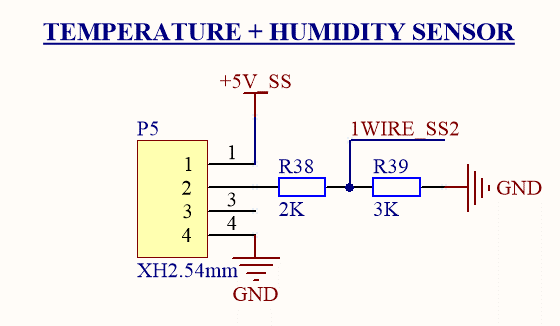 TEMPERATURE + HUMIDITY SENSOR
+5V_SS
P5
1WIRE_SS2
1 1
R38
R39
2
GND
3 3
2K
3K
4 4
XH2.54mm
GND